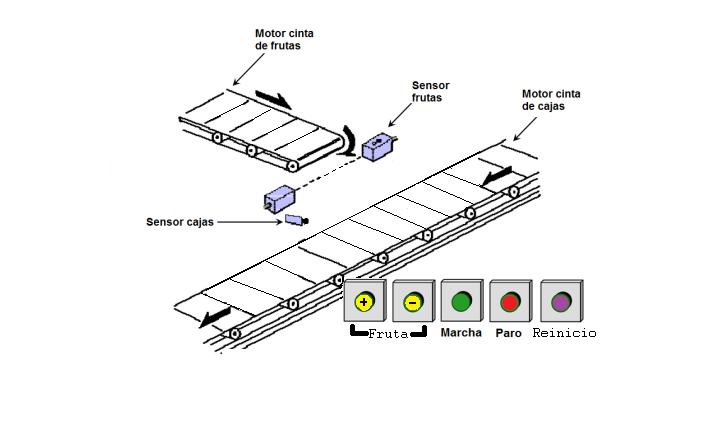 Motor cinta
de frutas
Sensor
frutas
Motor cinta
de cajas
Sensor cajas
+
-
Fruta
Marcha
Paro
Reinicio